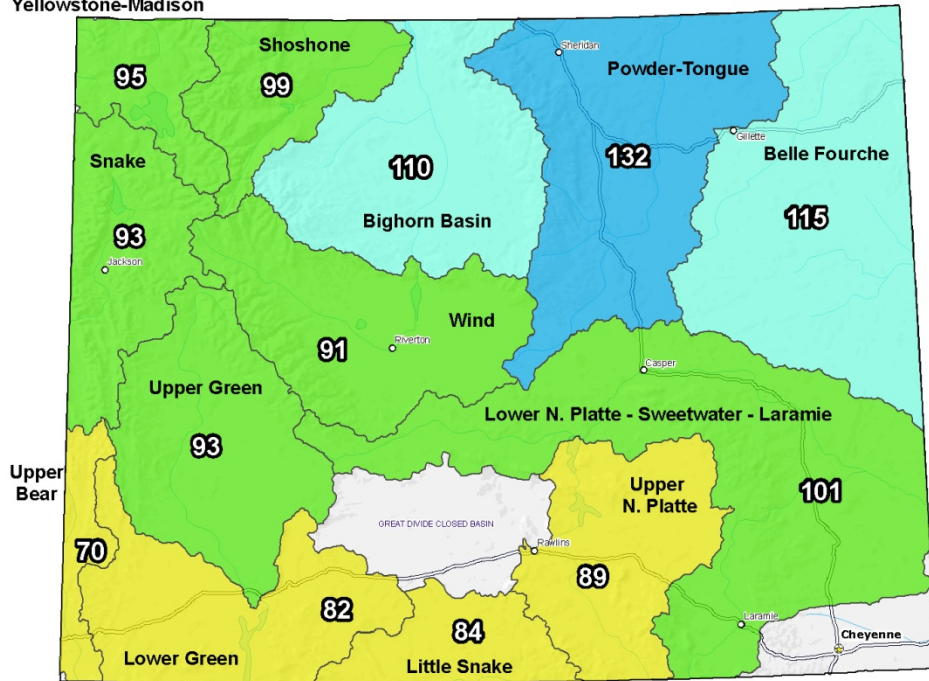 Yellowstone-Madison
95
Shoshone
99
Sheridan
Powder-Tongue
132
Gillette
Belle Fourche
115
Snake
93
Jackson
110
Bighorn Basin
Wind
91
Riverton
Casper
Upper Green
93
Lower N. Platte - Sweetwater - Laramie
101
Upper
Bear
70
GREAT DIVIDE CLOSED BASIN
Upper
N. Platte
Rawlins
89
82
84
Lower Green
Little Snake
Laramie
Cheyenne